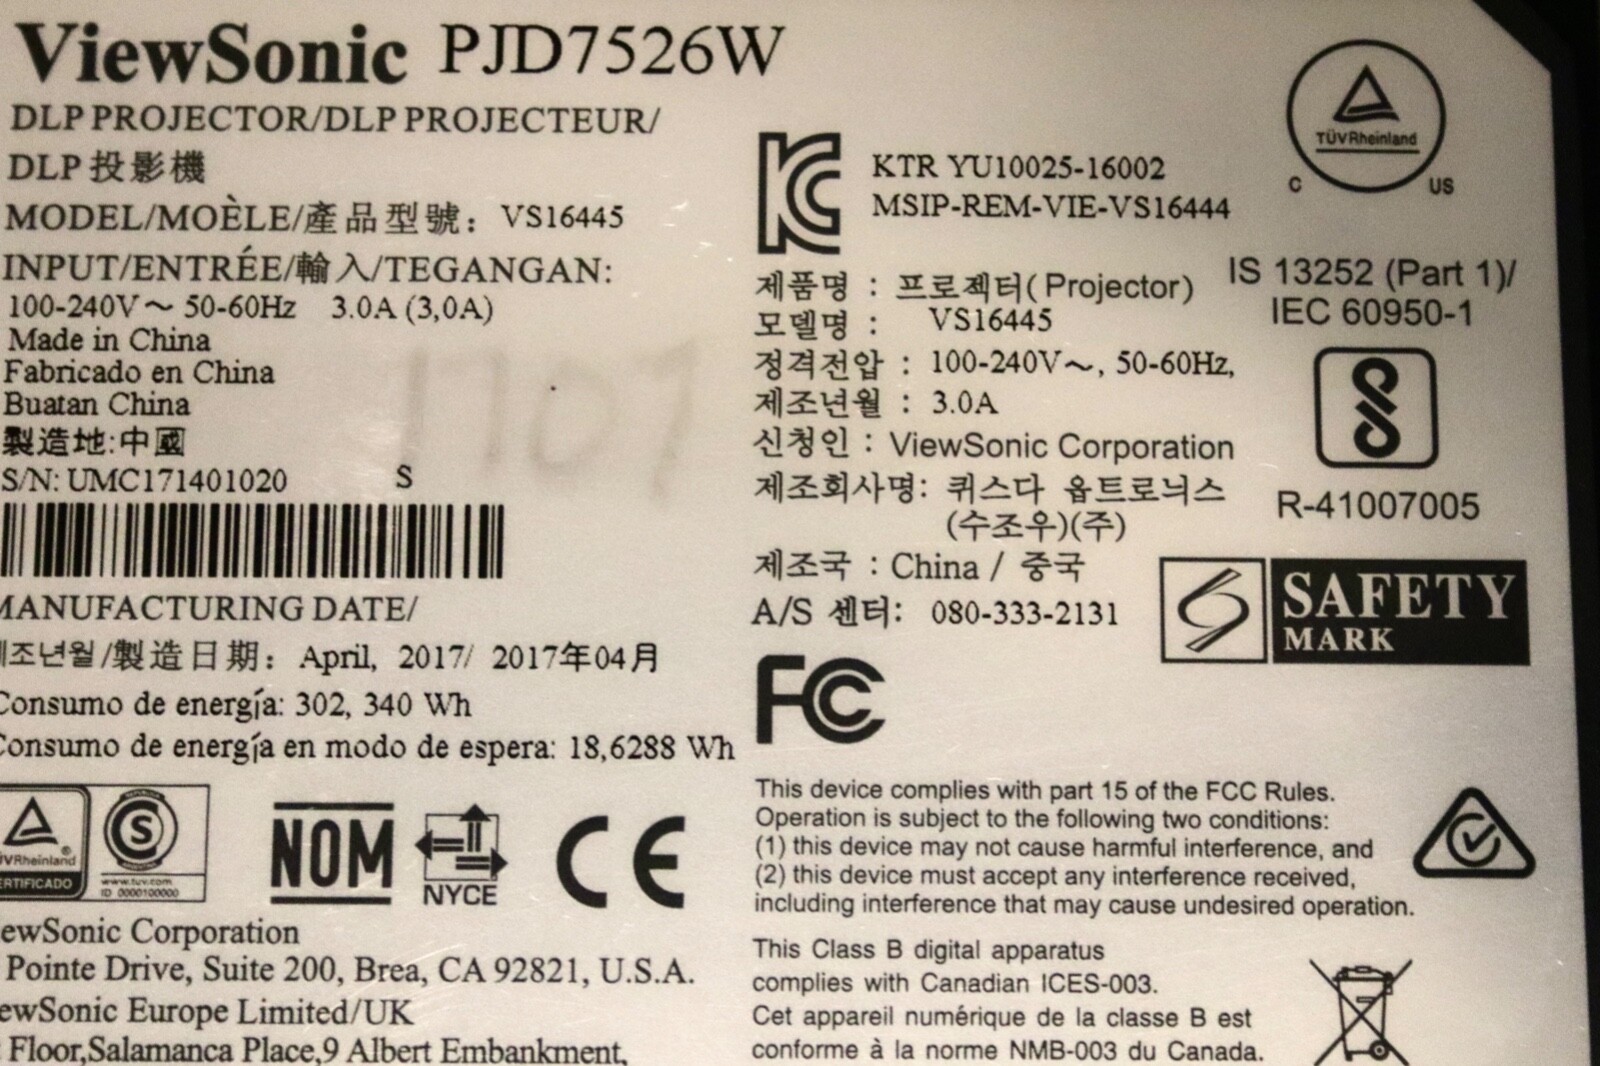 ViewSonic PJD7526W
DLP PROJECTOR/DLP PROJECTEUR/
DLP 投影機
MODEL/MOÈLE/產品型號: VS16445
INPUT/ENTRÉE/輸入/TEGANGAN:
100-240V～ 50-60Hz 3.0A (3,0A)
Made in China
Fabricado en China
Buatan China
製造地:中國
1707
S/N: UMC171401020 S
MANUFACTURING DATE/
제조년월/製造日期: April, 2017/ 2017年04月
Consumo de energía: 302, 340 Wh
Consumo de energía en modo de espera: 18,6288 Wh
TÜVRheinland
CERTIFICADO
S
www.tuv.com
ID 0000100000
NOM
NYCE
CE
ewSonic Corporation
Pointe Drive, Suite 200, Brea, CA 92821, U.S.A.
ewSonic Europe Limited/UK
Floor,Salamanca Place,9 Albert Embankment,
KTR YU10025-16002
MSIP-REM-VIE-VS16444
제품명 : 프로젝터( Projector)
모델명 : VS16445
정격전압 : 100-240V～, 50-60Hz,
제조년월 : 3.0A
신청인 : ViewSonic Corporation
제조회사명: 퀴스다 옵트로닉스
(수조우)(주)
제조국 : China / 중국
A/S 센터: 080-333-2131
FC
This device complies with part 15 of the FCC Rules.
Operation is subject to the following two conditions:
(1) this device may not cause harmful interference, and
(2) this device must accept any interference received,
including interference that may cause undesired operation.
This Class B digital apparatus
complies with Canadian ICES-003.
Cet appareil numérique de la classe B est
conforme à la norme NMB-003 du Canada.
TÜVRheinland
C US
IS 13252 (Part 1)/
IEC 60950-1
R-41007005
SAFETY
MARK